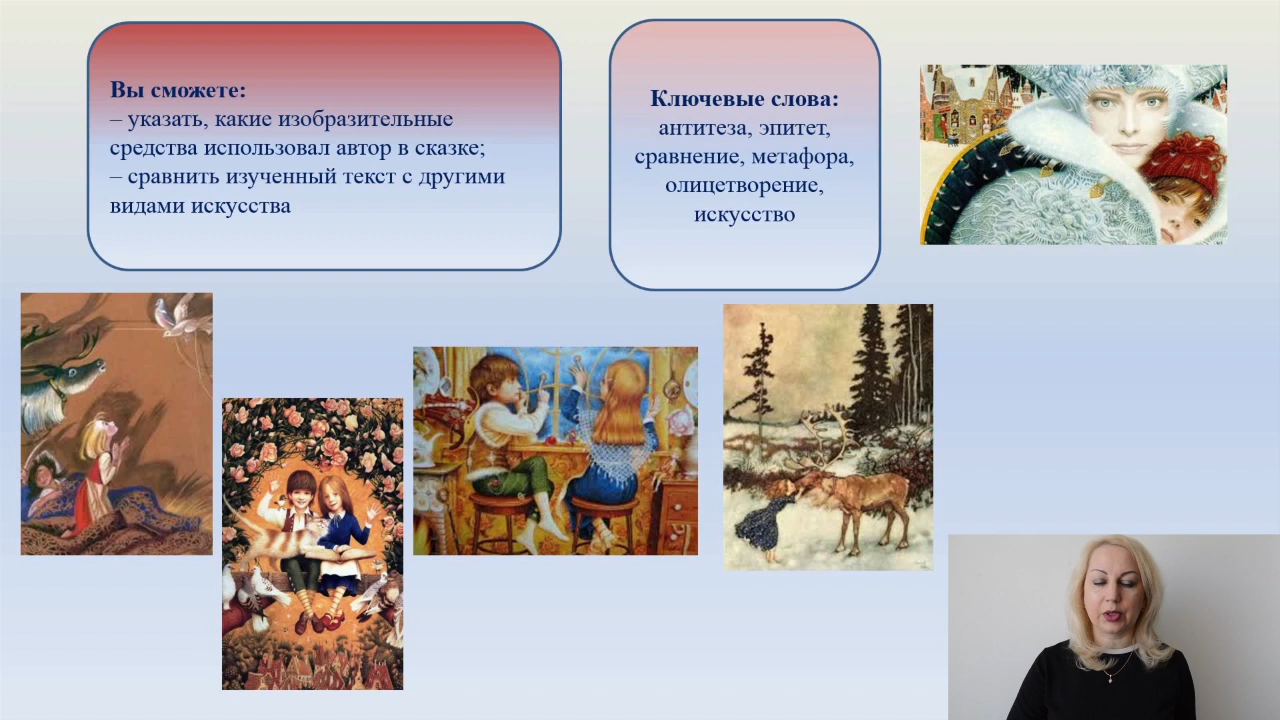 Вы сможете:
– указать, какие изобразительные
средства использовал автор в сказке;
– сравнить изученный текст с другими
видами искусства
Ключевые слова:
антитеза, эпитет,
сравнение, метафора,
олицетворение,
искусство